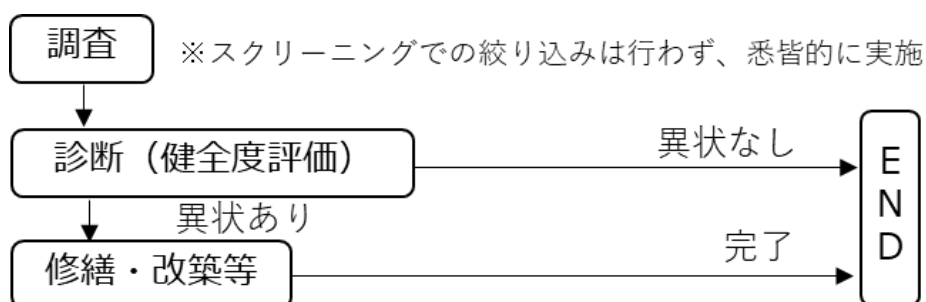 調査
※スクリーニングでの絞り込みは行わず、悉皆的に実施
診断（健全度評価）
異状なし
異状あり
修繕・改築等
完了
END